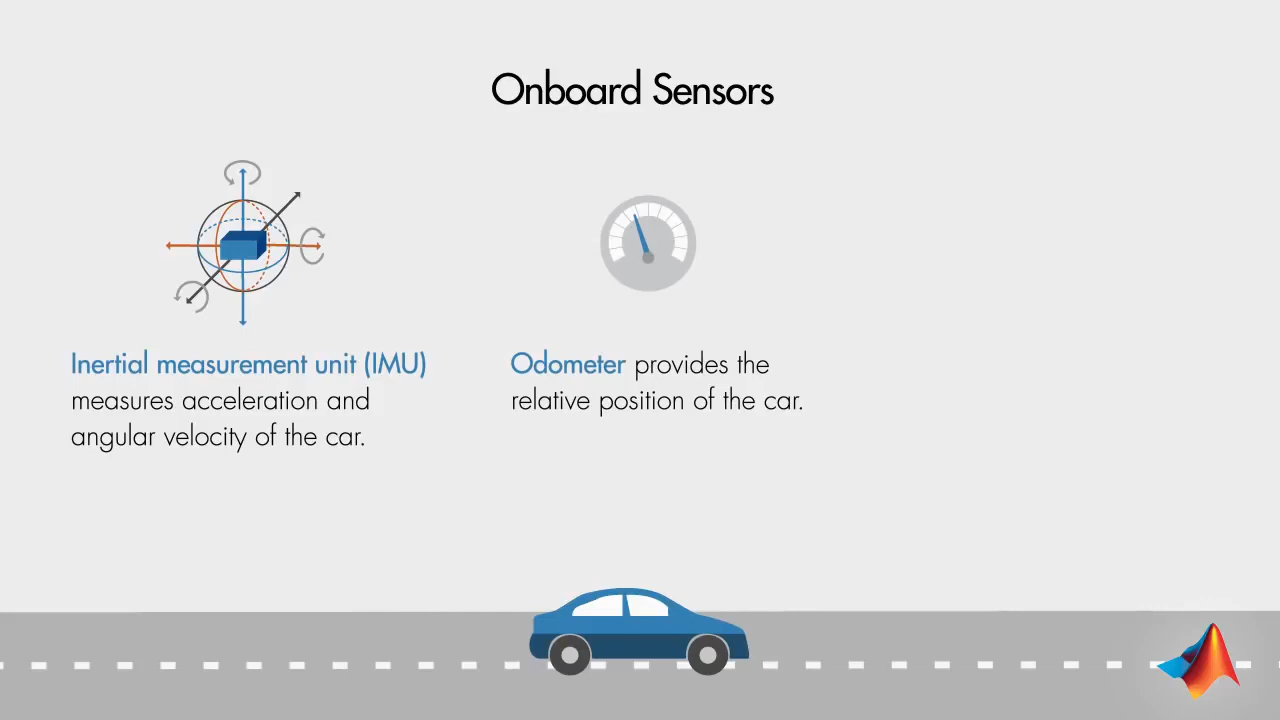 Onboard Sensors
Inertial measurement unit (IMU)
measures acceleration and
angular velocity of the car.
Odometer provides the
relative position of the car.